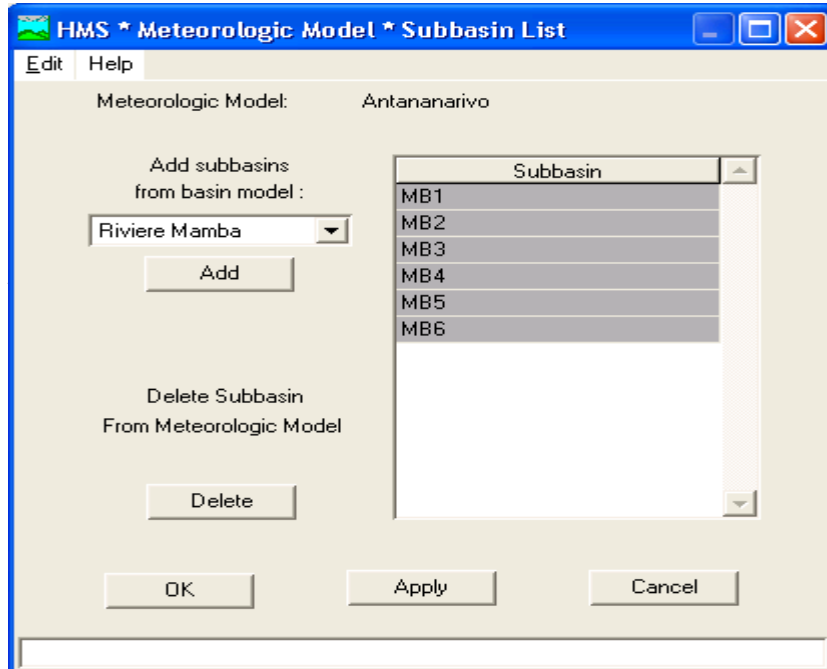 HMS * Meteorologic Model * Subbasin List
Edit Help
Meteorologic Model: Antananarivo
Add subbasins
from basin model :
Riviere Mamba
Add
Subbasin
MB1
MB2
MB3
MB4
MB5
MB6
Delete Subbasin
From Meteorologic Model
Delete
OK Apply Cancel